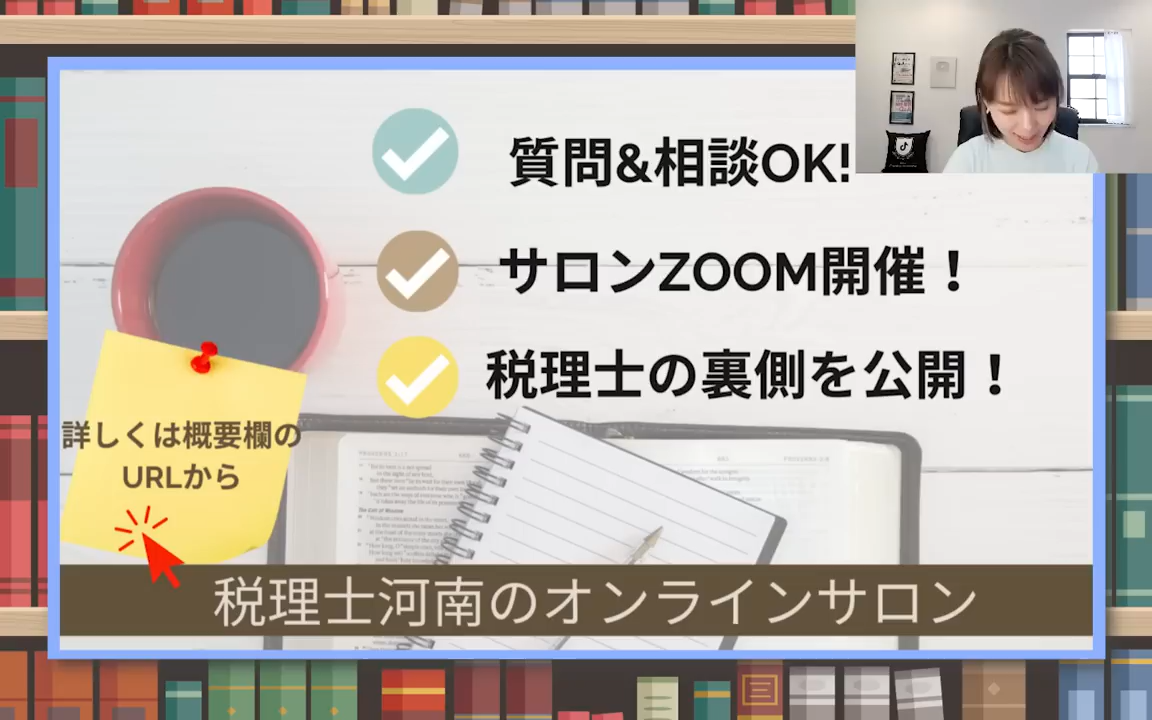 質問&相談OK!
サロンZOOM開催！
税理士の裏側を公開！
詳しくは概要欄の
URLから
税理士河南のオンラインサロン